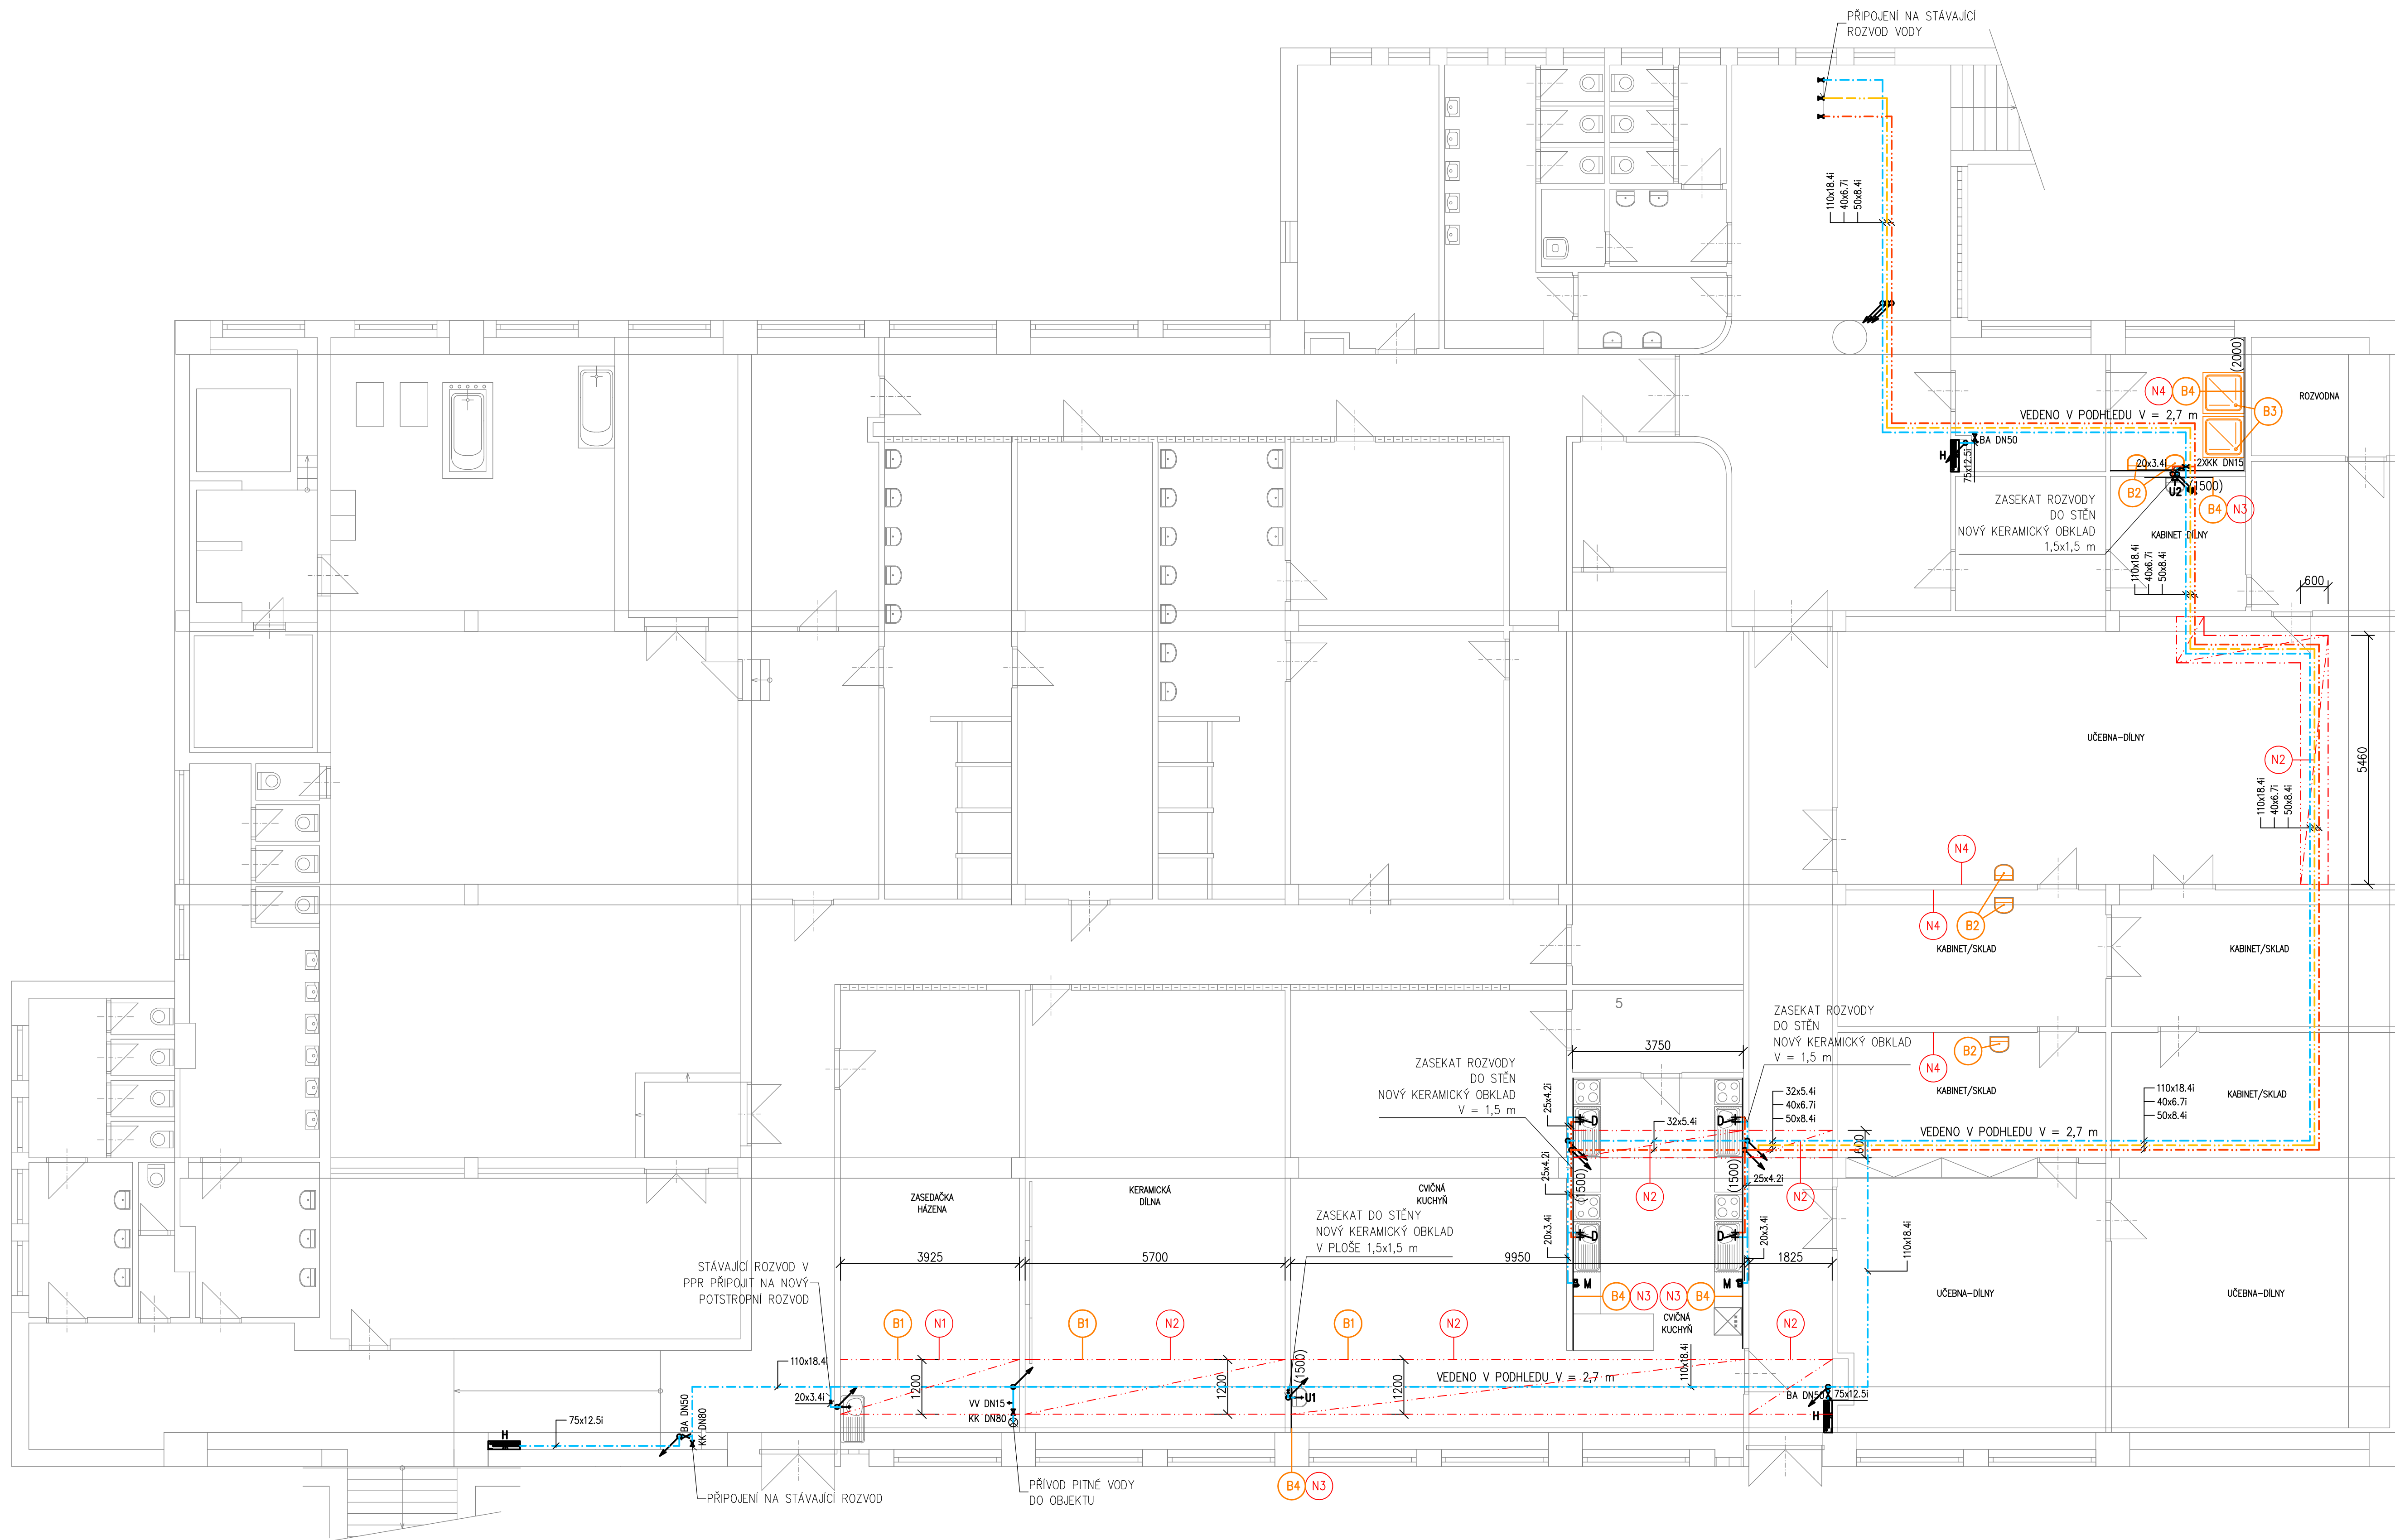 PŘIPOJENÍ NA STÁVAJÍCÍ
ROZVOD VODY
110x18.4i
40x6.7i
50x8.4i
(2000)
N4
B4
B3
ROZVODNA
VEDENO V PODHLEDU V = 2,7 m
BA DN50
H
75x12.5i
20x3.4i
2XKK DN15
B2
U2
(1500)
B4
N3
ZASEKAT ROZVODY
DO STĚN
NOVÝ KERAMICKÝ OBKLAD
1,5x1,5 m
KABINET DÍLNY
110x18.4i
40x6.7i
50x8.4i
600
UČEBNA-DÍLNY
N2
5460
110x18.4i
40x6.7i
50x8.4i
N4
N4
B2
KABINET/SKLAD
KABINET/SKLAD
5
ZASEKAT ROZVODY
DO STĚN
NOVÝ KERAMICKÝ OBKLAD
V = 1,5 m
3750
B2
N4
ZASEKAT ROZVODY
DO STĚN
NOVÝ KERAMICKÝ OBKLAD
V = 1,5 m
KABINET/SKLAD
KABINET/SKLAD
25x4.2i
32x5.4i
40x6.7i
50x8.4i
110x18.4i
40x6.7i
50x8.4i
D
D
32x5.4i
VEDENO V PODHLEDU V = 2,7 m
600
25x4.2i
(1500)
(1500)
25x4.2i
N2
N2
ZASEDAČKA
HÁZENA
KERAMICKÁ
DÍLNA
CVIČNÁ
KUCHYŇ
ZASEKAT DO STĚNY
NOVÝ KERAMICKÝ OBKLAD
V PLOŠE 1,5x1,5 m
20x3.4i
D
D
20x3.4i
110x18.4i
3925
5700
9950
1825
STÁVAJÍCÍ ROZVOD V
PPR PŘIPOJIT NA NOVÝ
POTSTROPNÍ ROZVOD
M
M
B4
N3
N3
B4
UČEBNA-DÍLNY
UČEBNA-DÍLNY
B1
N1
B1
N2
B1
N2
CVIČNÁ
KUCHYŇ
N2
110x18.4i
20x3.4i
1200
1200
(1500)
1200
110x18.4i
VEDENO V PODHLEDU V = 2,7 m
U1
BA DN50
75x12.5i
H
VV DN15
KK DN80
75x12.5i
H
BA DN50
KK DN80
B4
N3
PŘÍVOD PITNÉ VODY
DO OBJEKTU
PŘIPOJENÍ NA STÁVAJÍCÍ ROZVOD